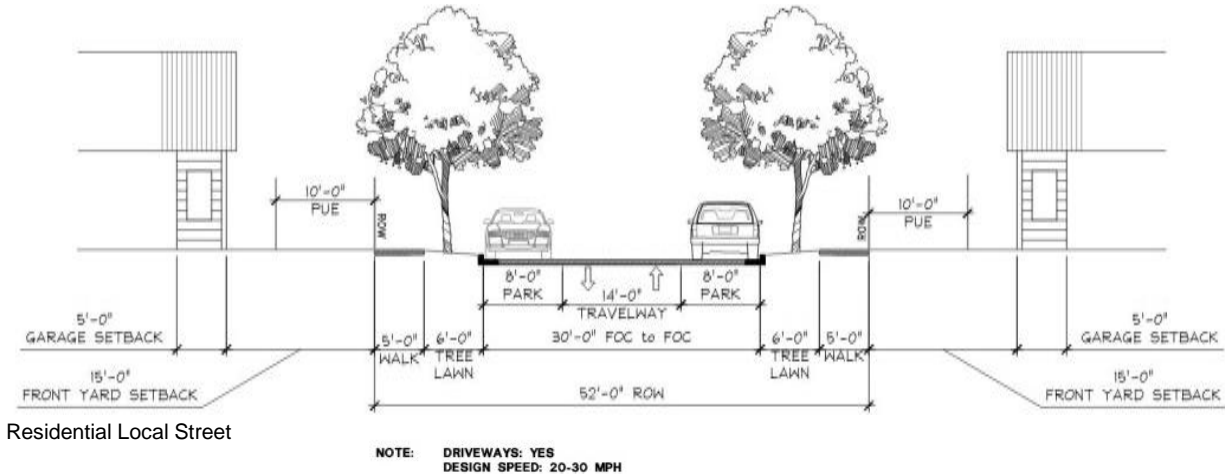 10'-0"
PUE
ROW
10'-0"
PUE
ROW
8'-0"
PARK
14'-0"
TRAVELWAY
8'-0"
PARK
5'-0"
GARAGE SETBACK
5'-0"
WALK
6'-0"
TREE
LAWN
30'-0" FOC to FOC
6'-0"
TREE
LAWN
5'-0"
WALK
5'-0"
GARAGE SETBACK
15'-0"
FRONT YARD SETBACK
52'-0" ROW
15'-0"
FRONT YARD SETBACK
Residential Local Street
NOTE: DRIVEWAYS: YES
DESIGN SPEED: 20-30 MPH